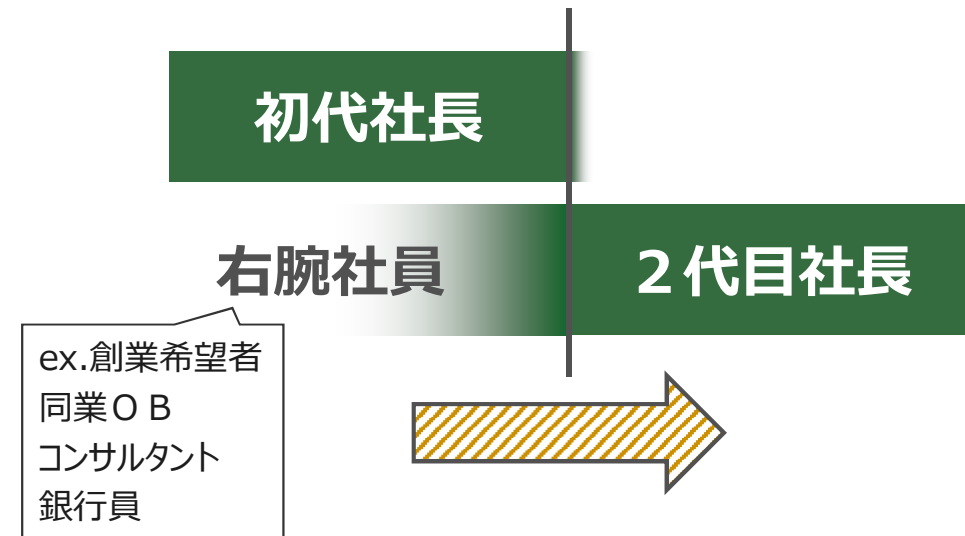 初代社長
右腕社員
２代目社長
ex.創業希望者
同業ＯＢ
コンサルタント
銀行員